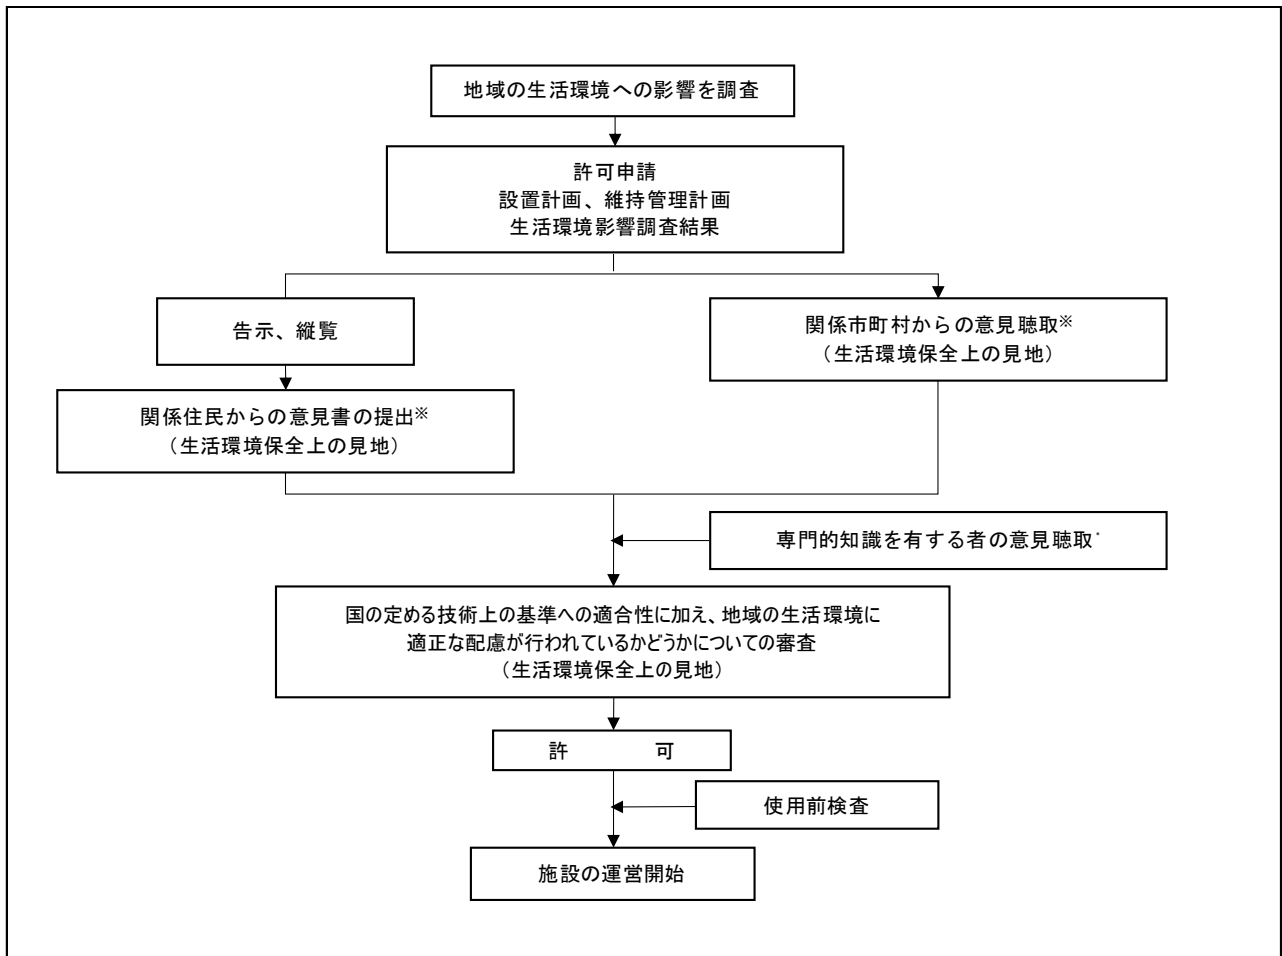 地域の生活環境への影響を調査
許可申請
設置計画、維持管理計画
生活環境影響調査結果
告示、縦覧
関係市町村からの意見聴取※
（生活環境保全上の見地）
関係住民からの意見書の提出※
（生活環境保全上の見地）
専門的知識を有する者の意見聴取
国の定める技術上の基準への適合性に加え、地域の生活環境に
適正な配慮が行われているかどうかについての審査
（生活環境保全上の見地）
許　　　可
使用前検査
施設の運営開始